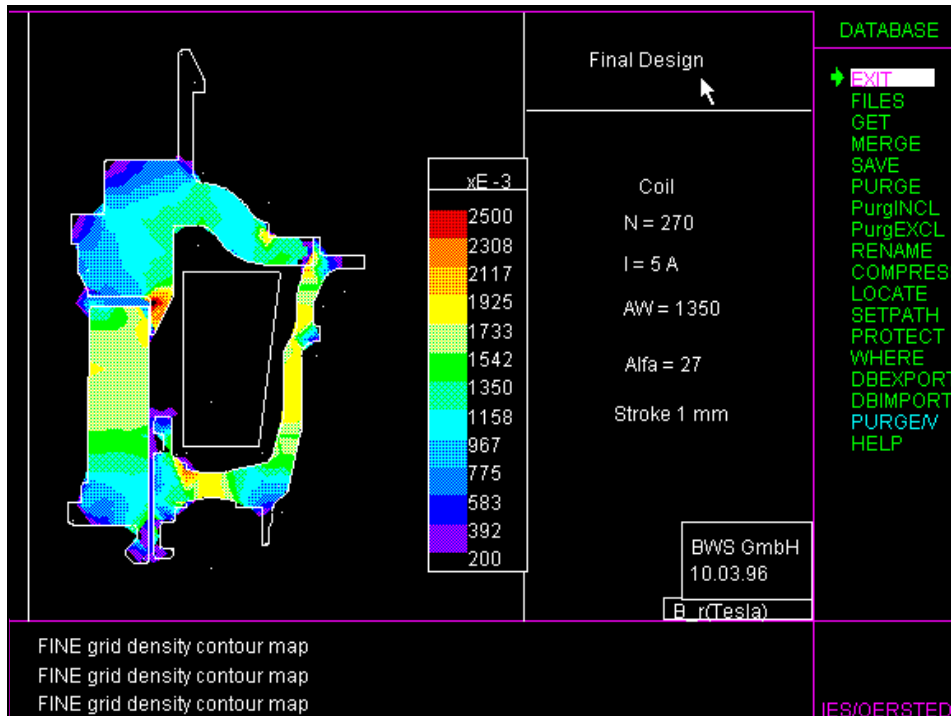 Final Design
Coil
N = 270
I = 5 A
AW = 1350
Alfa = 27
Stroke 1 mm
xE -3
2500
2308
2117
1925
1733
1542
1350
1158
967
775
583
392
200
BWS GmbH
10.03.96
B_r(Tesla)
DATABASE
EXIT
FILES
GET
MERGE
SAVE
PURGE
PurgINCL
PurgEXCL
RENAME
COMPRES
LOCATE
SETPATH
PROTECT
WHERE
DBEXPORT
DBIMPORT
PURGE/V
HELP
FINE grid density contour map
FINE grid density contour map
FINE grid density contour map
IES/OERSTED